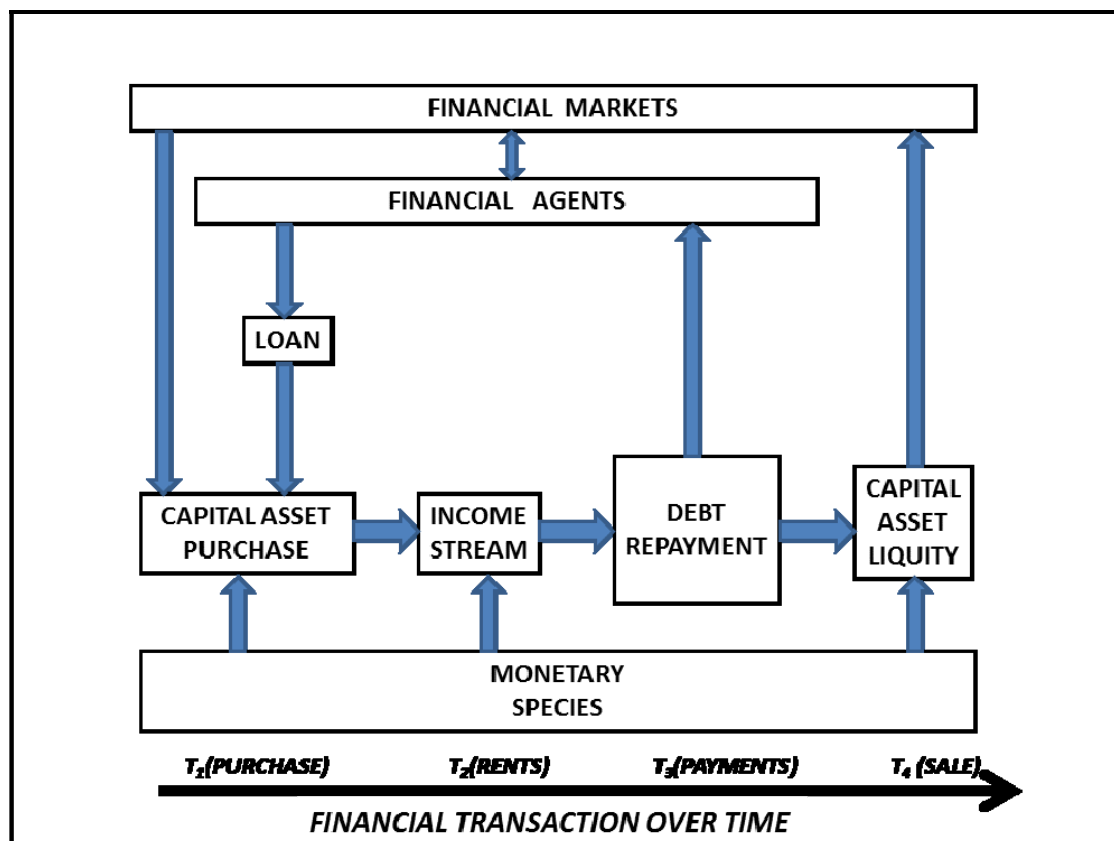 FINANCIAL MARKETS
FINANCIAL AGENTS
LOAN
CAPITAL ASSET
PURCHASE
INCOME
STREAM
DEBT
REPAYMENT
CAPITAL
ASSET
LIQUITY
MONETARY
SPECIES
T1(PURCHASE)
T2(RENTS)
T3(PAYMENTS)
T4 (SALE)
FINANCIAL TRANSACTION OVER TIME